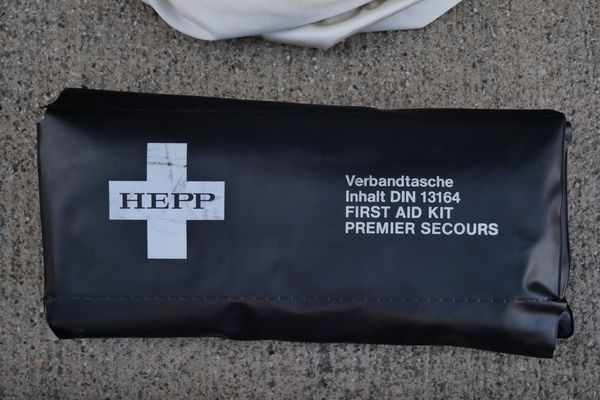 HEPP
Verbandtasche
Inhalt DIN 13164
FIRST AID KIT
PREMIER SECOURS